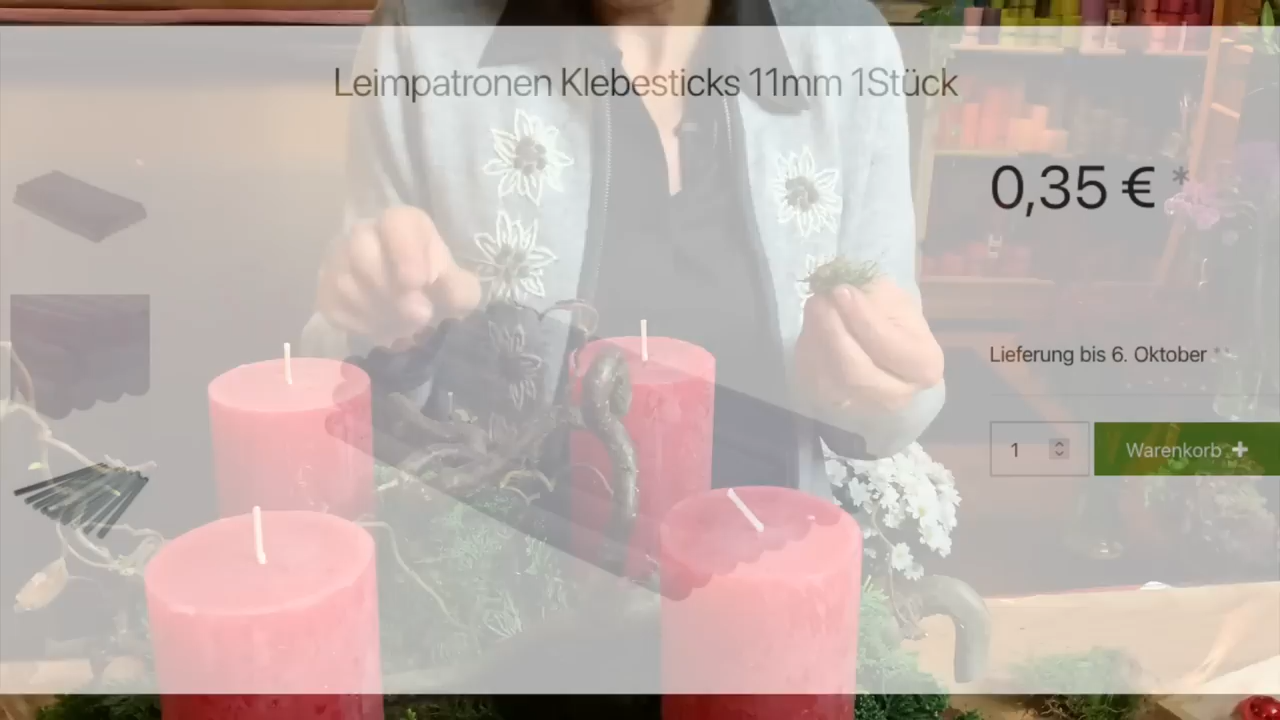 Leimpatronen Klebesticks 11mm 1Stück
0,35 € *
Lieferung bis 6. Oktober **
1
Warenkorb +